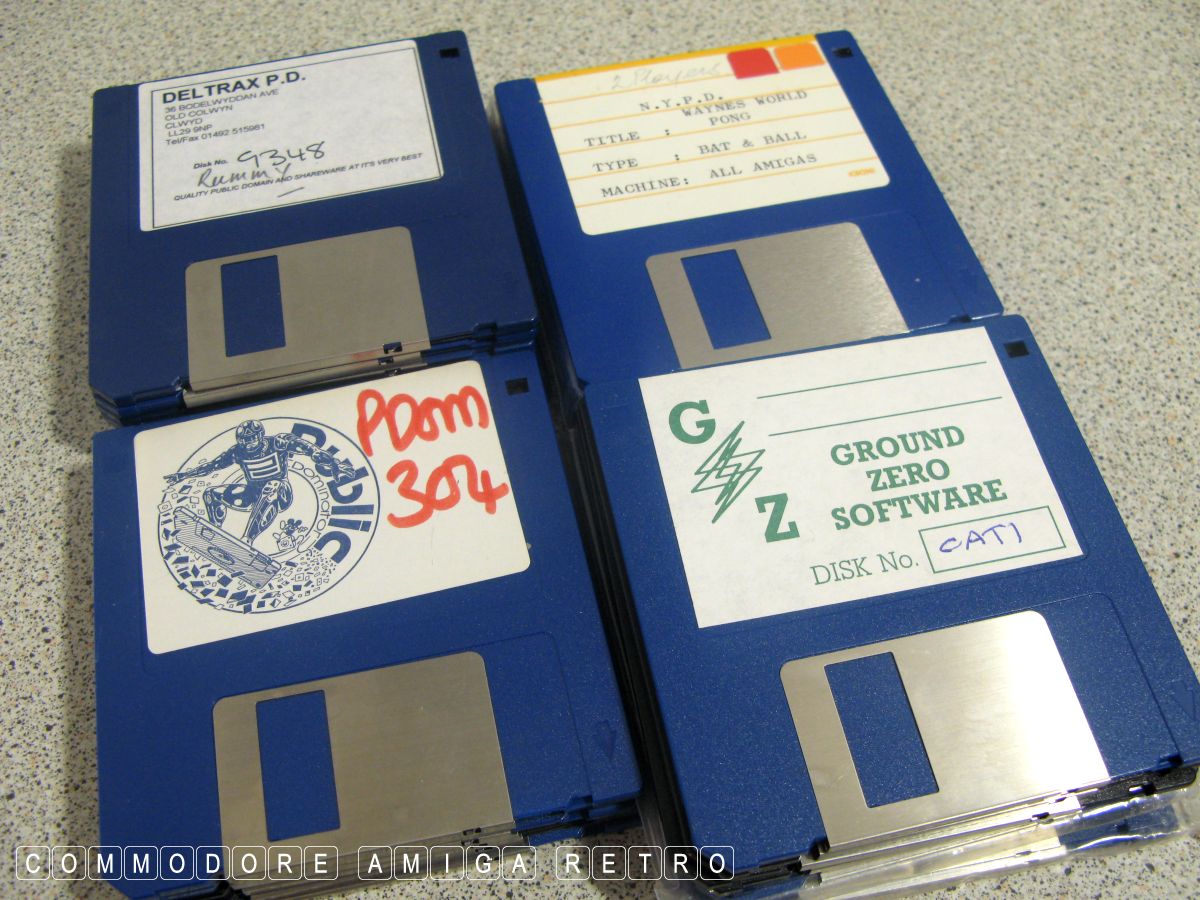 DELTRAX P.D.
36 BODELWYDDAN AVE
OLD COLWYN
CLWYD
LL29 9NP
Tel/Fax 01492 515981
Disk No. 9348
Rummy
QUALITY PUBLIC DOMAIN AND SHAREWARE AT IT'S VERY BEST
2 Players
N.Y.P.D.
TITLE : WAYNES WORLD
PONG
TYPE : BAT & BALL
MACHINE: ALL AMIGAS
Public
Dominator
PDom
304
G
Z
GROUND
ZERO
SOFTWARE
DISK No. CAT1
COMMODORE AMIGA RETRO